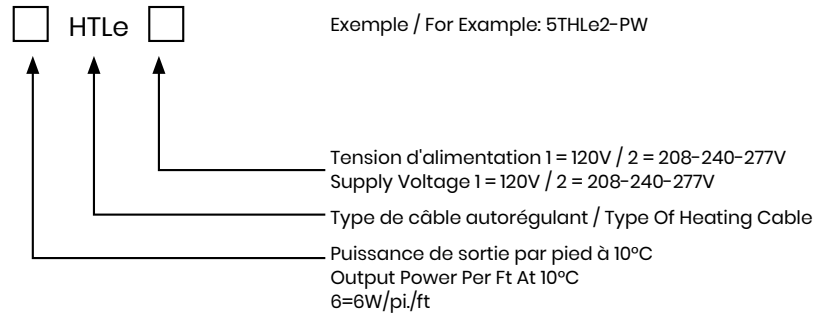 HTLe
Exemple / For Example: 5THLe2-PW
Tension d'alimentation 1 = 120V / 2 = 208-240-277V
Supply Voltage 1 = 120V / 2 = 208-240-277V
Type de câble autorégulant / Type Of Heating Cable
Puissance de sortie par pied à 10°C
Output Power Per Ft At 10°C
6=6W/pi./ft